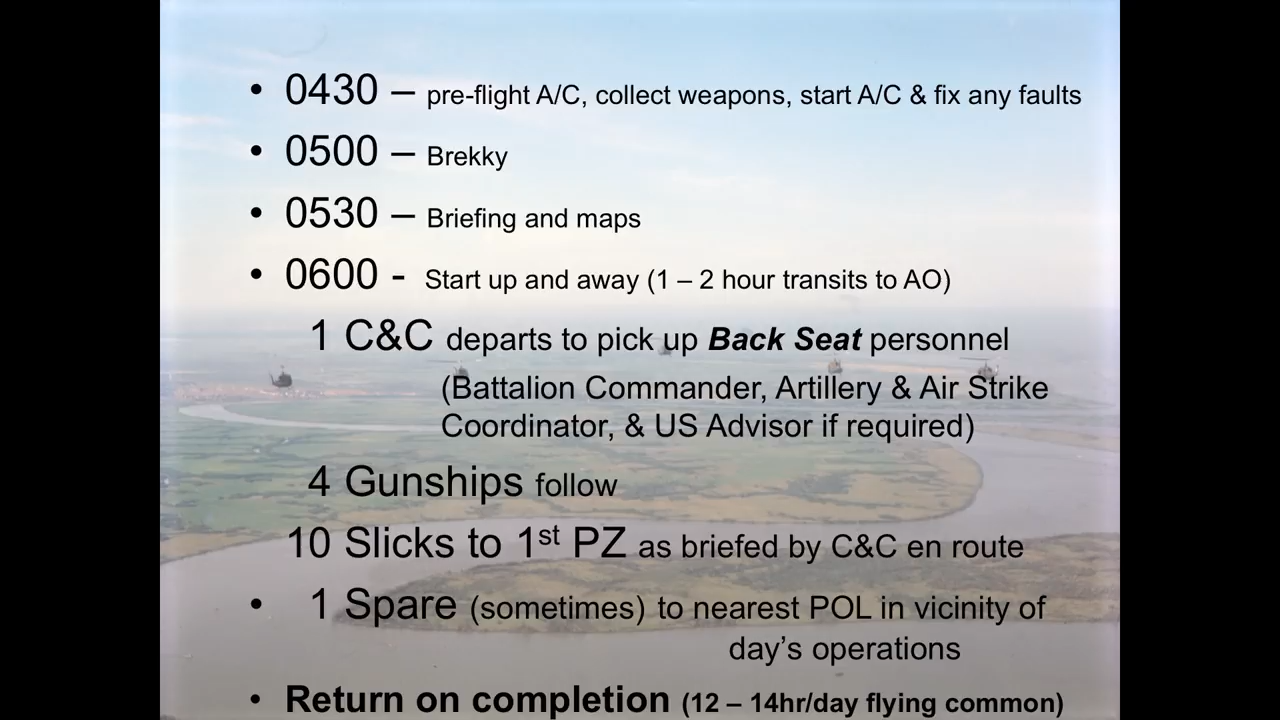 • 0430 – pre-flight A/C, collect weapons, start A/C & fix any faults
• 0500 – Brekky
• 0530 – Briefing and maps
• 0600 - Start up and away (1 – 2 hour transits to AO)
1 C&C departs to pick up Back Seat personnel
(Battalion Commander, Artillery & Air Strike
Coordinator, & US Advisor if required)
4 Gunships follow
10 Slicks to 1st PZ as briefed by C&C en route
• 1 Spare (sometimes) to nearest POL in vicinity of
day's operations
• Return on completion (12 – 14hr/day flying common)